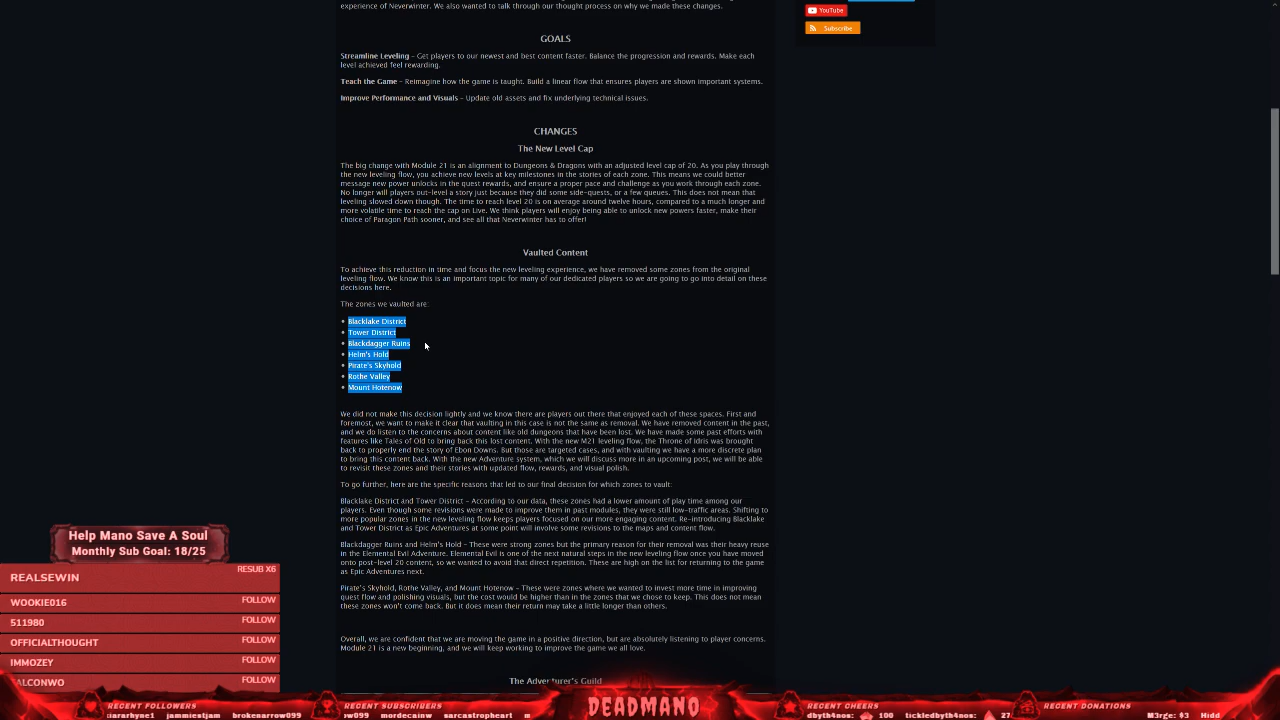 experience of Neverwinter. We also wanted to talk through our thought process on why we made these changes.
YouTube
Subscribe
GOALS
Streamline Leveling – Get players to our newest and best content faster. Balance the progression and rewards. Make each
level achieved feel rewarding.
Teach the Game – Reimagine how the game is taught. Build a linear flow that ensures players are shown important systems.
Improve Performance and Visuals – Update old assets and fix underlying technical issues.
CHANGES
The New Level Cap
The big change with Module 21 is an alignment to Dungeons & Dragons with an adjusted level cap of 20. As you play through
the new leveling flow, you achieve new levels at key milestones in the stories of each zone. This means we could better
message new power unlocks in the quest rewards, and ensure a proper pace and challenge as you work through each zone.
No longer will players out-level a story just because they did some side-quests, or a few queues. This does not mean that
leveling slowed down though. The time to reach level 20 is on average around twelve hours, compared to a much longer and
more volatile time to reach the cap on Live. We think players will enjoy being able to unlock new powers faster, make their
choice of Paragon Path sooner, and see all that Neverwinter has to offer!
Vaulted Content
To achieve this reduction in time and focus the new leveling experience, we have removed some zones from the original
leveling flow. We know this is an important topic for many of our dedicated players so we are going to go into detail on these
decisions here.
The zones we vaulted are:
• Blacklake District
• Tower District
• Blackdagger Ruins
• Helm's Hold
• Pirate's Skyhold
• Rothe Valley
• Mount Hotenow
We did not make this decision lightly and we know there are players out there that enjoyed each of these spaces. First and
foremost, we want to make it clear that vaulting in this case is not the same as removal. We have removed content in the past,
and we do listen to the concerns about content like old dungeons that have been lost. We have made some past efforts with
features like Tales of Old to bring back this lost content. With the new M21 leveling flow, the Throne of Idris was brought
back to properly end the story of Ebon Downs. But those are targeted cases, and with vaulting we have a more discrete plan
to bring this content back. With the new Adventure system, which we will discuss more in an upcoming post, we will be able
to revisit these zones and their stories with updated flow, rewards, and visual polish.
To go further, here are the specific reasons that led to our final decision for which zones to vault:
Blacklake District and Tower District – According to our data, these zones had a lower amount of play time among our
players. Even though some revisions were made to improve them in past modules, they were still low-traffic areas. Shifting to
more popular zones in the new leveling flow keeps players focused on our more engaging content. Re-introducing Blacklake
and Tower District as Epic Adventures at some point will involve some revisions to the maps and content flow.
Blackdagger Ruins and Helm's Hold – These were strong zones but the primary reason for their removal was their heavy reuse
in the Elemental Evil Adventure. Elemental Evil is one of the next natural steps in the new leveling flow once you have moved
onto post-level 20 content, so we wanted to avoid that direct repetition. These are high on the list for returning to the game
as Epic Adventures next.
Pirate's Skyhold, Rothe Valley, and Mount Hotenow – These were zones where we wanted to invest more time in improving
quest flow and polishing visuals, but the cost would be higher than in the zones that we chose to keep. This does not mean
these zones won't come back. But it does mean their return may take a little longer than others.
Overall, we are confident that we are moving the game in a positive direction, but are absolutely listening to player concerns.
Module 21 is a new beginning, and we will keep working to improve the game we all love.
The Adventurer's Guild
Help Mano Save A Soul
Monthly Sub Goal: 18/25
REALSEWIN RESUB X6
WOOKIE016 FOLLOW
511980 FOLLOW
OFFICIALTHOUGHT FOLLOW
IMMOZEY FOLLOW
ALCONWO FOLLOW
RECENT FOLLOWERS
iararhyne1 jammiestjam brokenarrow099
RECENT SUBSCRIBERS
ow099 mordecainw sarcastropheart m
DEADMANO
RECENT CHEERS
dbyth4nos: 100 tickledbyth4nos: 27
RECENT DONATIONS
M3rge: $3 Hidd